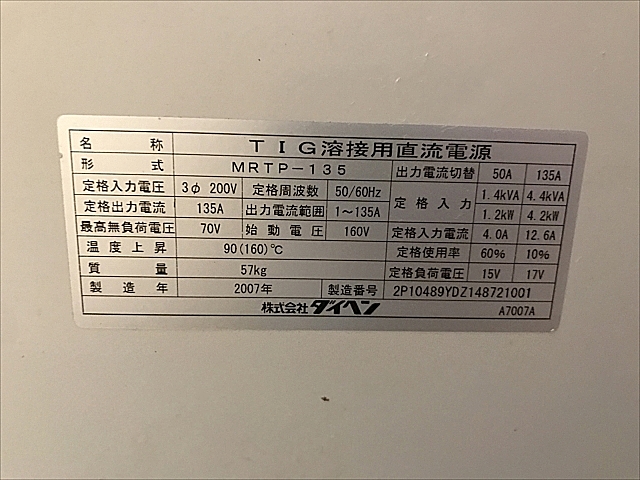 名称 TIG溶接用直流電源
形式 MRTP-135 出力電流切替 50A 135A
定格入力電圧 3φ 200V 定格周波数 50/60Hz 定格入力 1.4kVA 4.4kVA
1.2kW 4.2kW
定格出力電流 135A 出力電流範囲 1～135A
最高無負荷電圧 70V 始動電圧 160V 定格入力電流 4.0A 12.6A
温度上昇 90(160)℃ 定格使用率 60% 10%
質量 57kg 定格負荷電圧 15V 17V
製造年 2007年 製造番号 2P10489YDZ148721001
株式会社ダイヘン A7007A